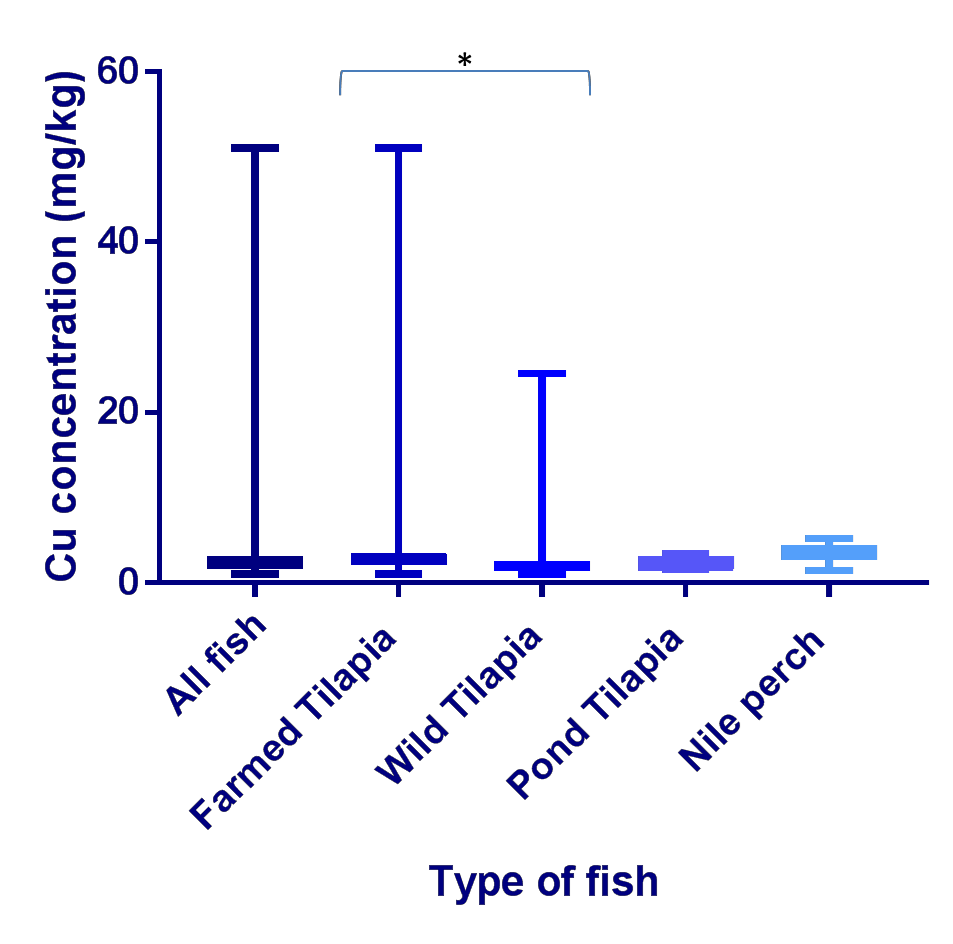 *
60
40
20
0
Cu concentration (mg/kg)
All fish
Farmed Tilapia
Wild Tilapia
Pond Tilapia
Nile perch
Type of fish